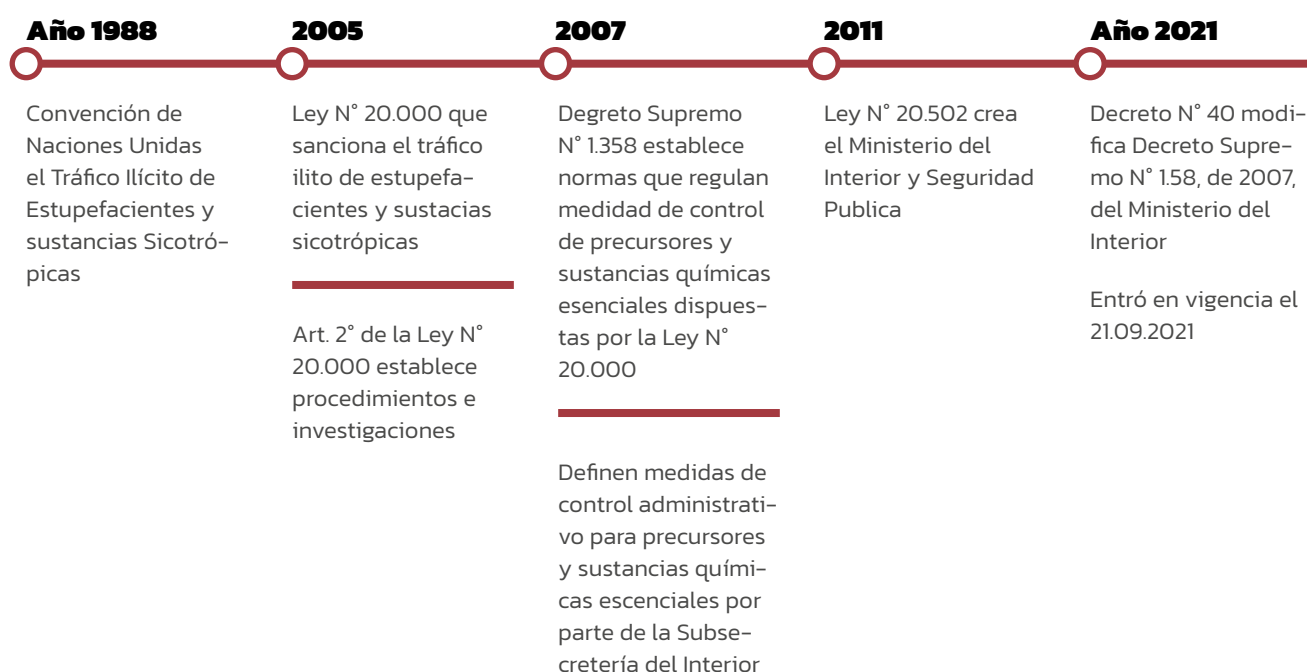 Año 1988
Convención de
Naciones Unidas
el Tráfico Ilícito de
Estupefacientes y
sustancias Sicotró-
picas
2005
Ley N° 20.000 que
sanciona el tráfico
ilito de estupefa-
cientes y sustacias
sicotrópicas
Art. 2° de la Ley N°
20.000 establece
procedimientos e
investigaciones
2007
Degreto Supremo
N° 1.358 establece
normas que regulan
medidad de control
de precursores y
sustancias químicas
esenciales dispues-
tas por la Ley N°
20.000
Definen medidas de
control administrati-
vo para precursores
y sustancias quími-
cas escenciales por
parte de la Subse-
cretería del Interior
2011
Ley N° 20.502 crea
el Ministerio del
Interior y Seguridad
Publica
Año 2021
Decreto N° 40 modi-
fica Decreto Supre-
mo N° 1.58, de 2007,
del Ministerio del
Interior
Entró en vigencia el
21.09.2021